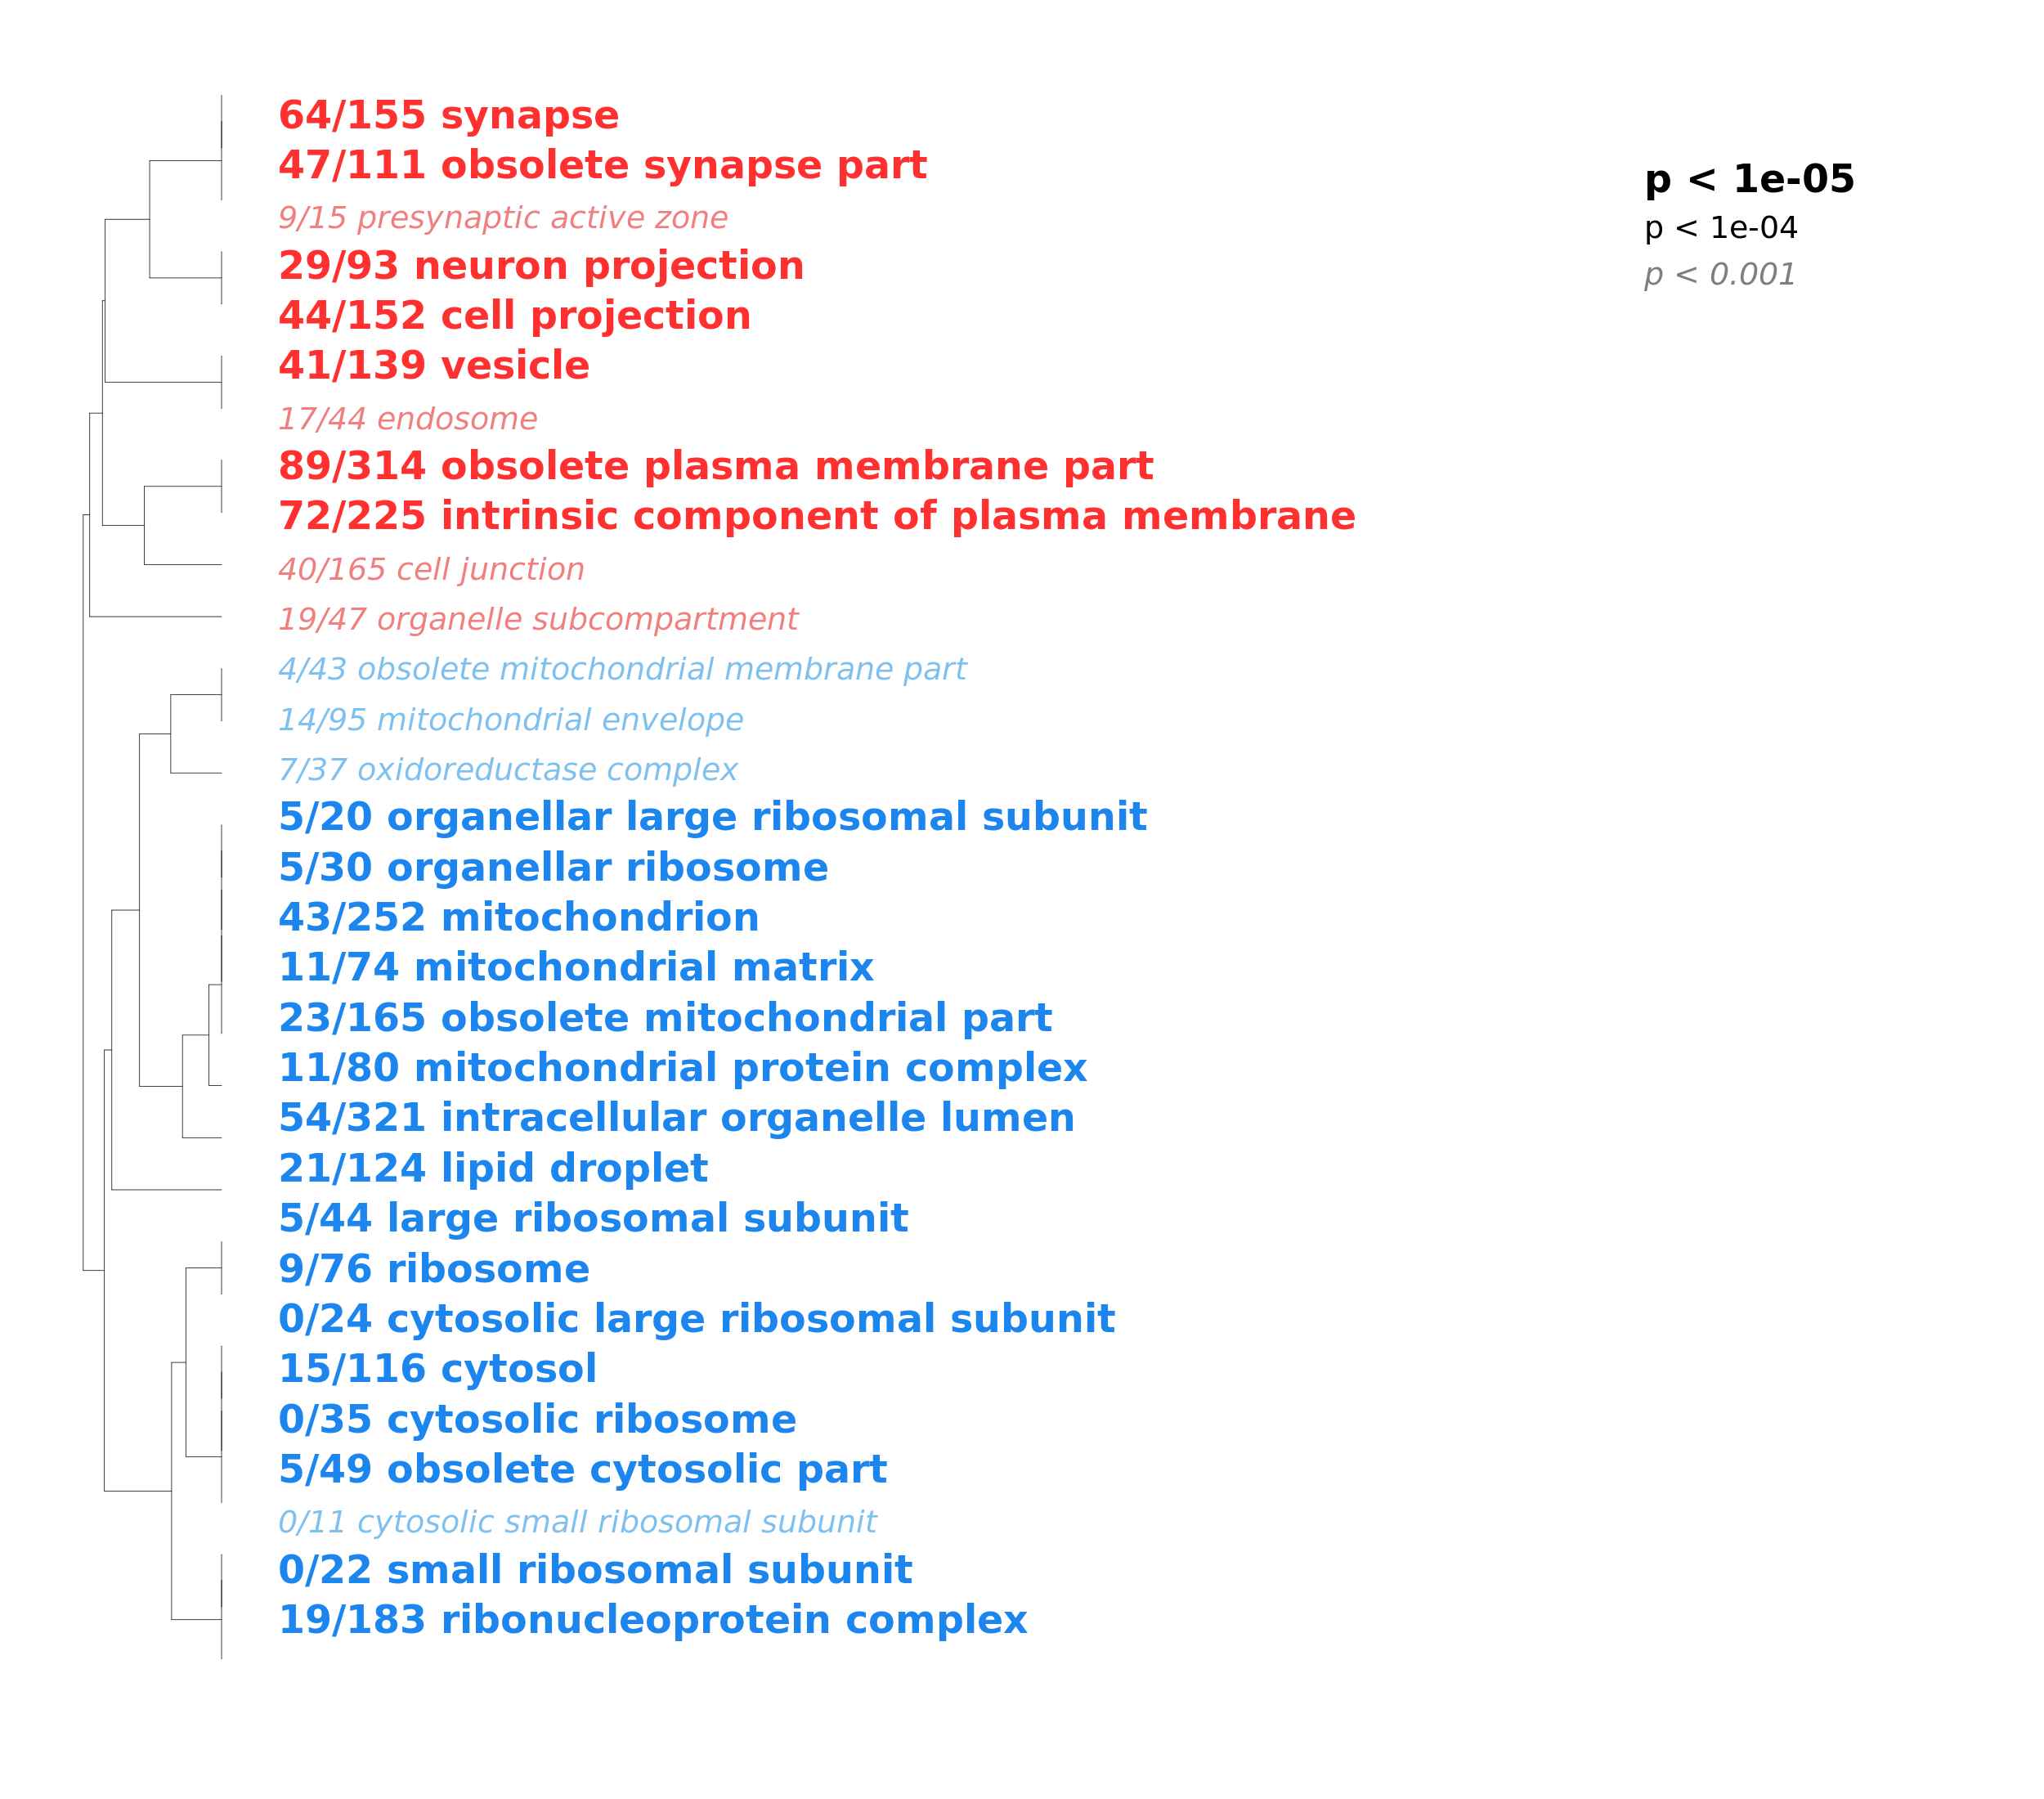 64/155 synapse
47/111 obsolete synapse part
9/15 presynaptic active zone
29/93 neuron projection
44/152 cell projection
41/139 vesicle
17/44 endosome
89/314 obsolete plasma membrane part
72/225 intrinsic component of plasma membrane
40/165 cell junction
19/47 organelle subcompartment
4/43 obsolete mitochondrial membrane part
14/95 mitochondrial envelope
7/37 oxidoreductase complex
5/20 organellar large ribosomal subunit
5/30 organellar ribosome
43/252 mitochondrion
11/74 mitochondrial matrix
23/165 obsolete mitochondrial part
11/80 mitochondrial protein complex
54/321 intracellular organelle lumen
21/124 lipid droplet
5/44 large ribosomal subunit
9/76 ribosome
0/24 cytosolic large ribosomal subunit
15/116 cytosol
0/35 cytosolic ribosome
5/49 obsolete cytosolic part
0/11 cytosolic small ribosomal subunit
0/22 small ribosomal subunit
19/183 ribonucleoprotein complex
p < 1e-05
p < 1e-04
p < 0.001